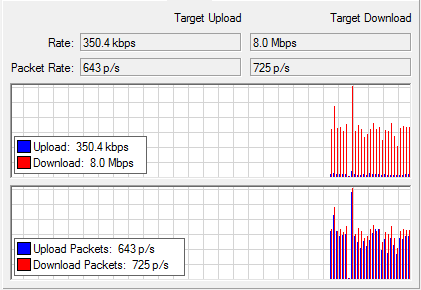 Target Upload Target Download
Rate: 350.4 kbps 8.0 Mbps
Packet Rate: 643 p/s 725 p/s
Upload: 350.4 kbps
Download: 8.0 Mbps
Upload Packets: 643 p/s
Download Packets: 725 p/s